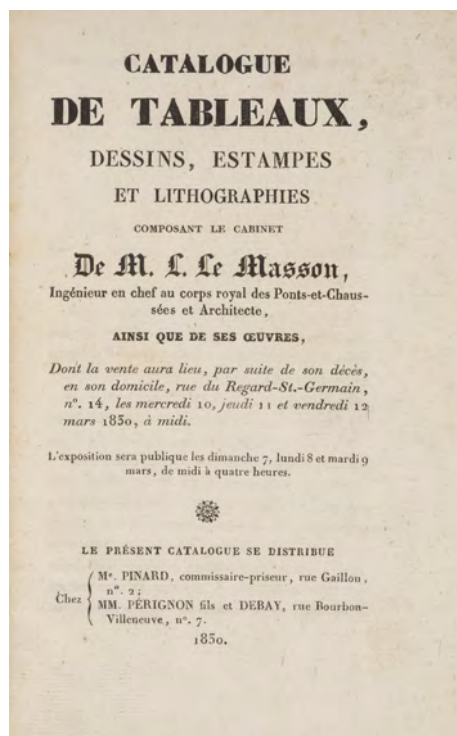 CATALOGUE
DE TABLEAUX,
DESSINS, ESTAMPES
ET LITHOGRAPHIES
COMPOSANT LE CABINET
De M. L. Le Masson,
Ingénieur en chef au corps royal des Ponts-et-Chaus-
sées et Architecte,
AINSI QUE DE SES ŒUVRES,
Dont la vente aura lieu, par suite de son décès,
en son domicile, rue du Regard-St.-Germain,
n°. 14, les mercredi 10, jeudi 11 et vendredi 12
mars 1830, à midi.
L'exposition sera publique les dimanche 7, lundi 8 et mardi 9
mars, de midi à quatre heures.
LE PRÉSENT CATALOGUE SE DISTRIBUE
Chez
Me. PINARD, commissaire-priseur, rue Gaillon,
n°. 2;
MM. PÉRIGNON fils et DEBAY, rue Bourbon-
Villeneuve, n°. 7.
1830.